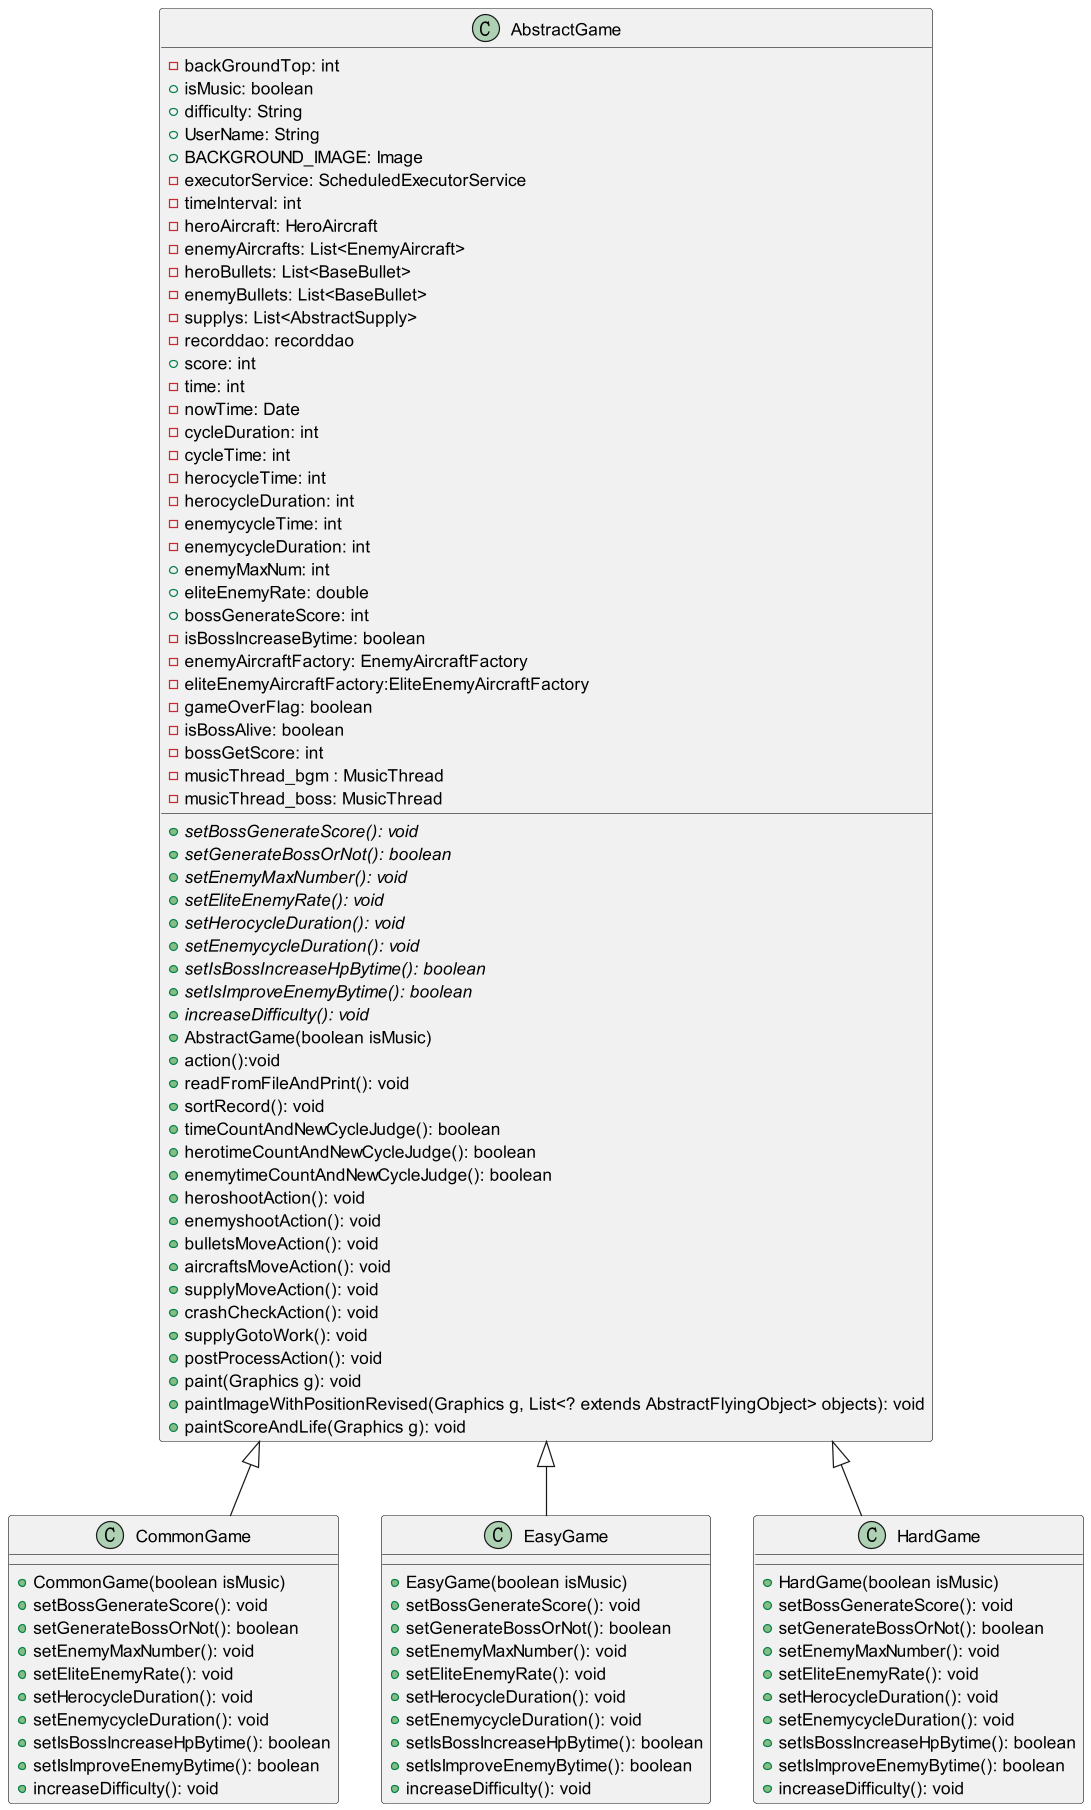 C AbstractGame
backGroundTop: int
isMusic: boolean
difficulty: String
UserName: String
BACKGROUND_IMAGE: Image
executorService: ScheduledExecutorService
timeInterval: int
heroAircraft: HeroAircraft
enemyAircrafts: List<EnemyAircraft>
heroBullets: List<BaseBullet>
enemyBullets: List<BaseBullet>
supplys: List<AbstractSupply>
recorddao: recorddao
score: int
time: int
nowTime: Date
cycleDuration: int
cycleTime: int
herocycleTime: int
herocycleDuration: int
enemycycleTime: int
enemycycleDuration: int
enemyMaxNum: int
eliteEnemyRate: double
bossGenerateScore: int
isBossIncreaseBytime: boolean
enemyAircraftFactory: EnemyAircraftFactory
eliteEnemyAircraftFactory:EliteEnemyAircraftFactory
gameOverFlag: boolean
isBossAlive: boolean
bossGetScore: int
musicThread_bgm : MusicThread
musicThread_boss: MusicThread
setBossGenerateScore(): void
setGenerateBossOrNot(): boolean
setEnemyMaxNumber(): void
setEliteEnemyRate(): void
setHerocycleDuration(): void
setEnemycycleDuration(): void
setIsBossIncreaseHpBytime(): boolean
setIsImproveEnemyBytime(): boolean
increaseDifficulty(): void
AbstractGame(boolean isMusic)
action():void
readFromFileAndPrint(): void
sortRecord(): void
timeCountAndNewCycleJudge(): boolean
herotimeCountAndNewCycleJudge(): boolean
enemytimeCountAndNewCycleJudge(): boolean
heroshootAction(): void
enemyshootAction(): void
bulletsMoveAction(): void
aircraftsMoveAction(): void
supplyMoveAction(): void
crashCheckAction(): void
supplyGotoWork(): void
postProcessAction(): void
paint(Graphics g): void
paintImageWithPositionRevised(Graphics g, List<? extends AbstractFlyingObject> objects): void
paintScoreAndLife(Graphics g): void
C CommonGame
CommonGame(boolean isMusic)
setBossGenerateScore(): void
setGenerateBossOrNot(): boolean
setEnemyMaxNumber(): void
setEliteEnemyRate(): void
setHerocycleDuration(): void
setEnemycycleDuration(): void
setIsBossIncreaseHpBytime(): boolean
setIsImproveEnemyBytime(): boolean
increaseDifficulty(): void
C EasyGame
EasyGame(boolean isMusic)
setBossGenerateScore(): void
setGenerateBossOrNot(): boolean
setEnemyMaxNumber(): void
setEliteEnemyRate(): void
setHerocycleDuration(): void
setEnemycycleDuration(): void
setIsBossIncreaseHpBytime(): boolean
setIsImproveEnemyBytime(): boolean
increaseDifficulty(): void
C HardGame
HardGame(boolean isMusic)
setBossGenerateScore(): void
setGenerateBossOrNot(): boolean
setEnemyMaxNumber(): void
setEliteEnemyRate(): void
setHerocycleDuration(): void
setEnemycycleDuration(): void
setIsBossIncreaseHpBytime(): boolean
setIsImproveEnemyBytime(): boolean
increaseDifficulty(): void